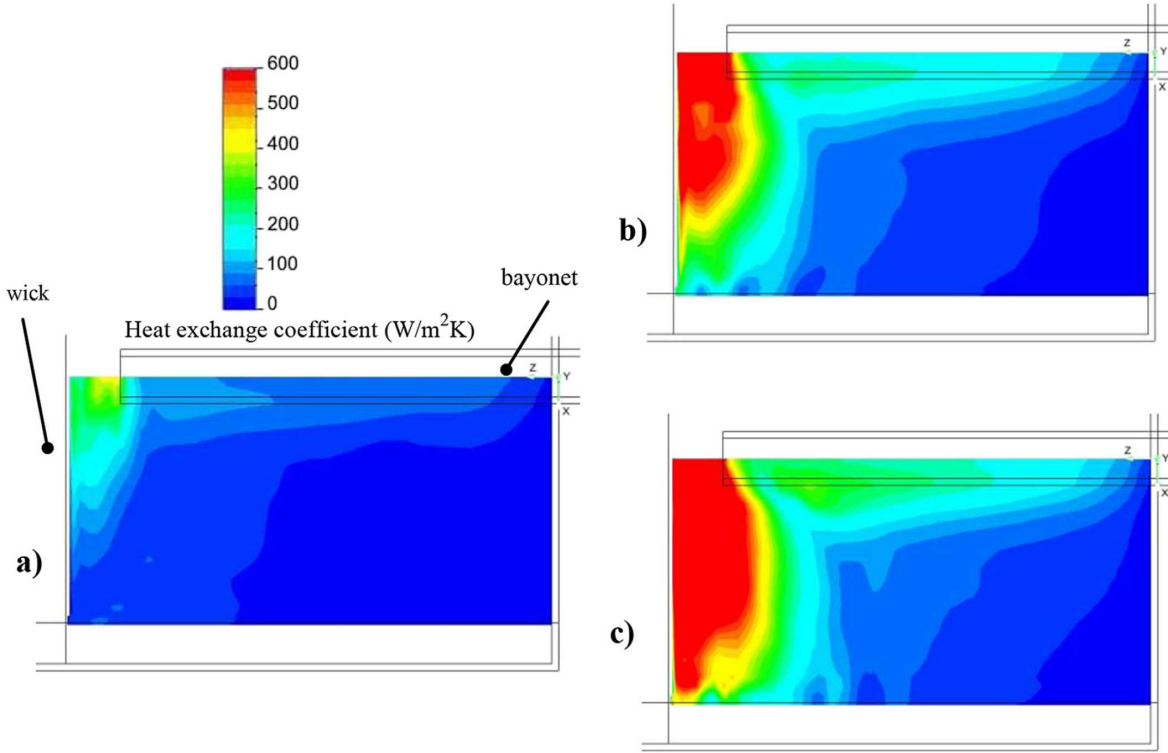 600
500
400
300
200
100
0
Heat exchange coefficient (W/m²K)
wick
bayonet
Z
Y
X
a)
Z
Y
X
b)
Z
Y
X
c)